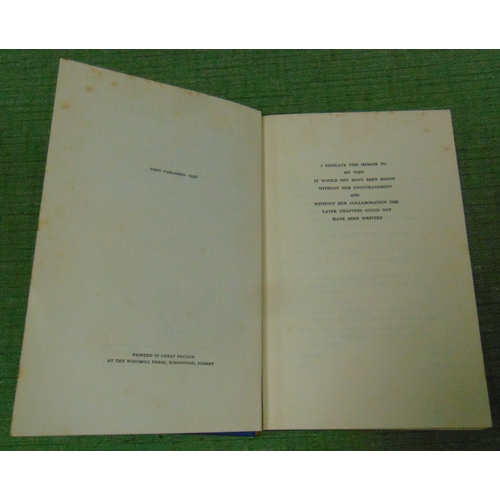 FIRST PUBLISHED
PRINTED IN GREAT BRITAIN
AT THE WINDMILL PRESS, KINGSWOOD, SURREY
I DEDICATE THIS MEMOIR TO
MY WIFE
IT WOULD NOT HAVE BEEN BEGUN
WITHOUT HER ENCOURAGEMENT
AND
WITHOUT HER COLLABORATION THE
LATER CHAPTERS COULD NOT
HAVE BEEN WRITTEN